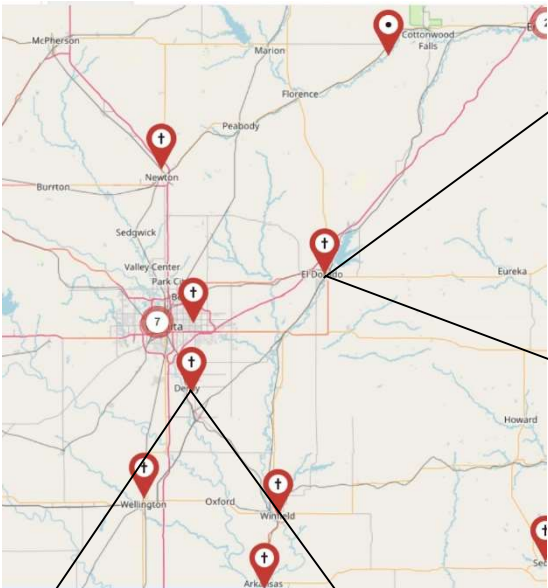 McPherson
Marion
Cottonwood
Falls
Florence
Peabody
Newton
Burrton
Sedgwick
Valley Center
Park
El Dorado
Eureka
7
Derby
Howard
Wellington
Oxford
Winfield